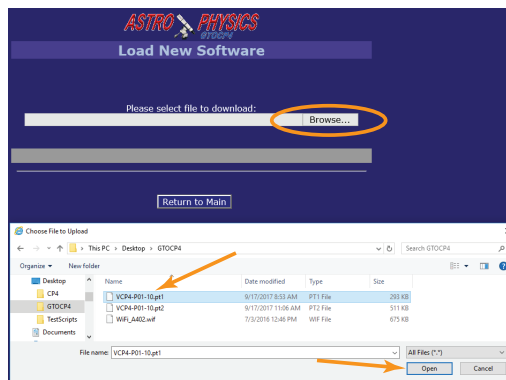 ASTRO PHYSICS
GTOCP4
Load New Software
Please select file to download:
Browse...
Return to Main
Choose File to Upload
This PC > Desktop > GTOCP4
Search GTOCP4
Organize New folder
Name Date modified Type Size
Desktop
CP4
GTOCP4
TestScripts
Documents
VCP4-P01-10.pt1 9/17/2017 8:53 AM PT1 File 293 KB
VCP4-P01-10.pt2 9/17/2017 11:06 AM PT2 File 511 KB
WiFi_A402.wif 7/3/2016 12:46 PM WIF File 675 KB
File name: VCP4-P01-10.pt1 All Files (*.*)
Open Cancel